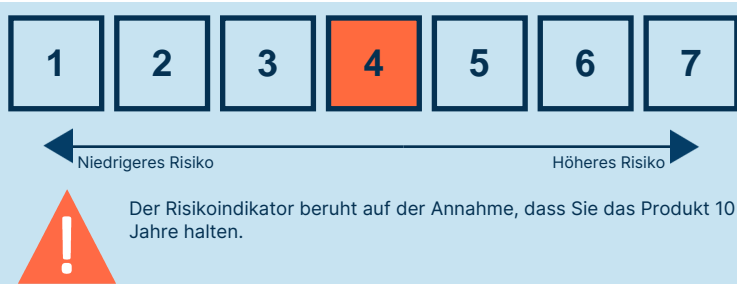 1 2 3 4 5 6 7
Niedrigeres Risiko Höheres Risiko
!
Der Risikoindikator beruht auf der Annahme, dass Sie das Produkt 10
Jahre halten.